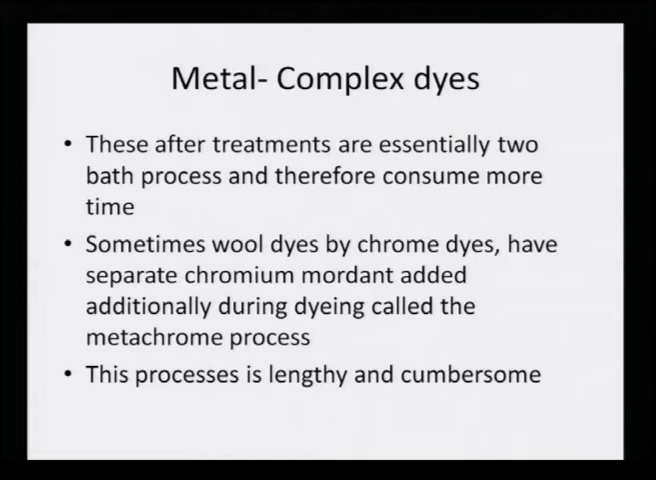 Metal- Complex dyes
• These after treatments are essentially two
bath process and therefore consume more
time
• Sometimes wool dyes by chrome dyes, have
separate chromium mordant added
additionally during dyeing called the
metachrome process
• This processes is lengthy and cumbersome